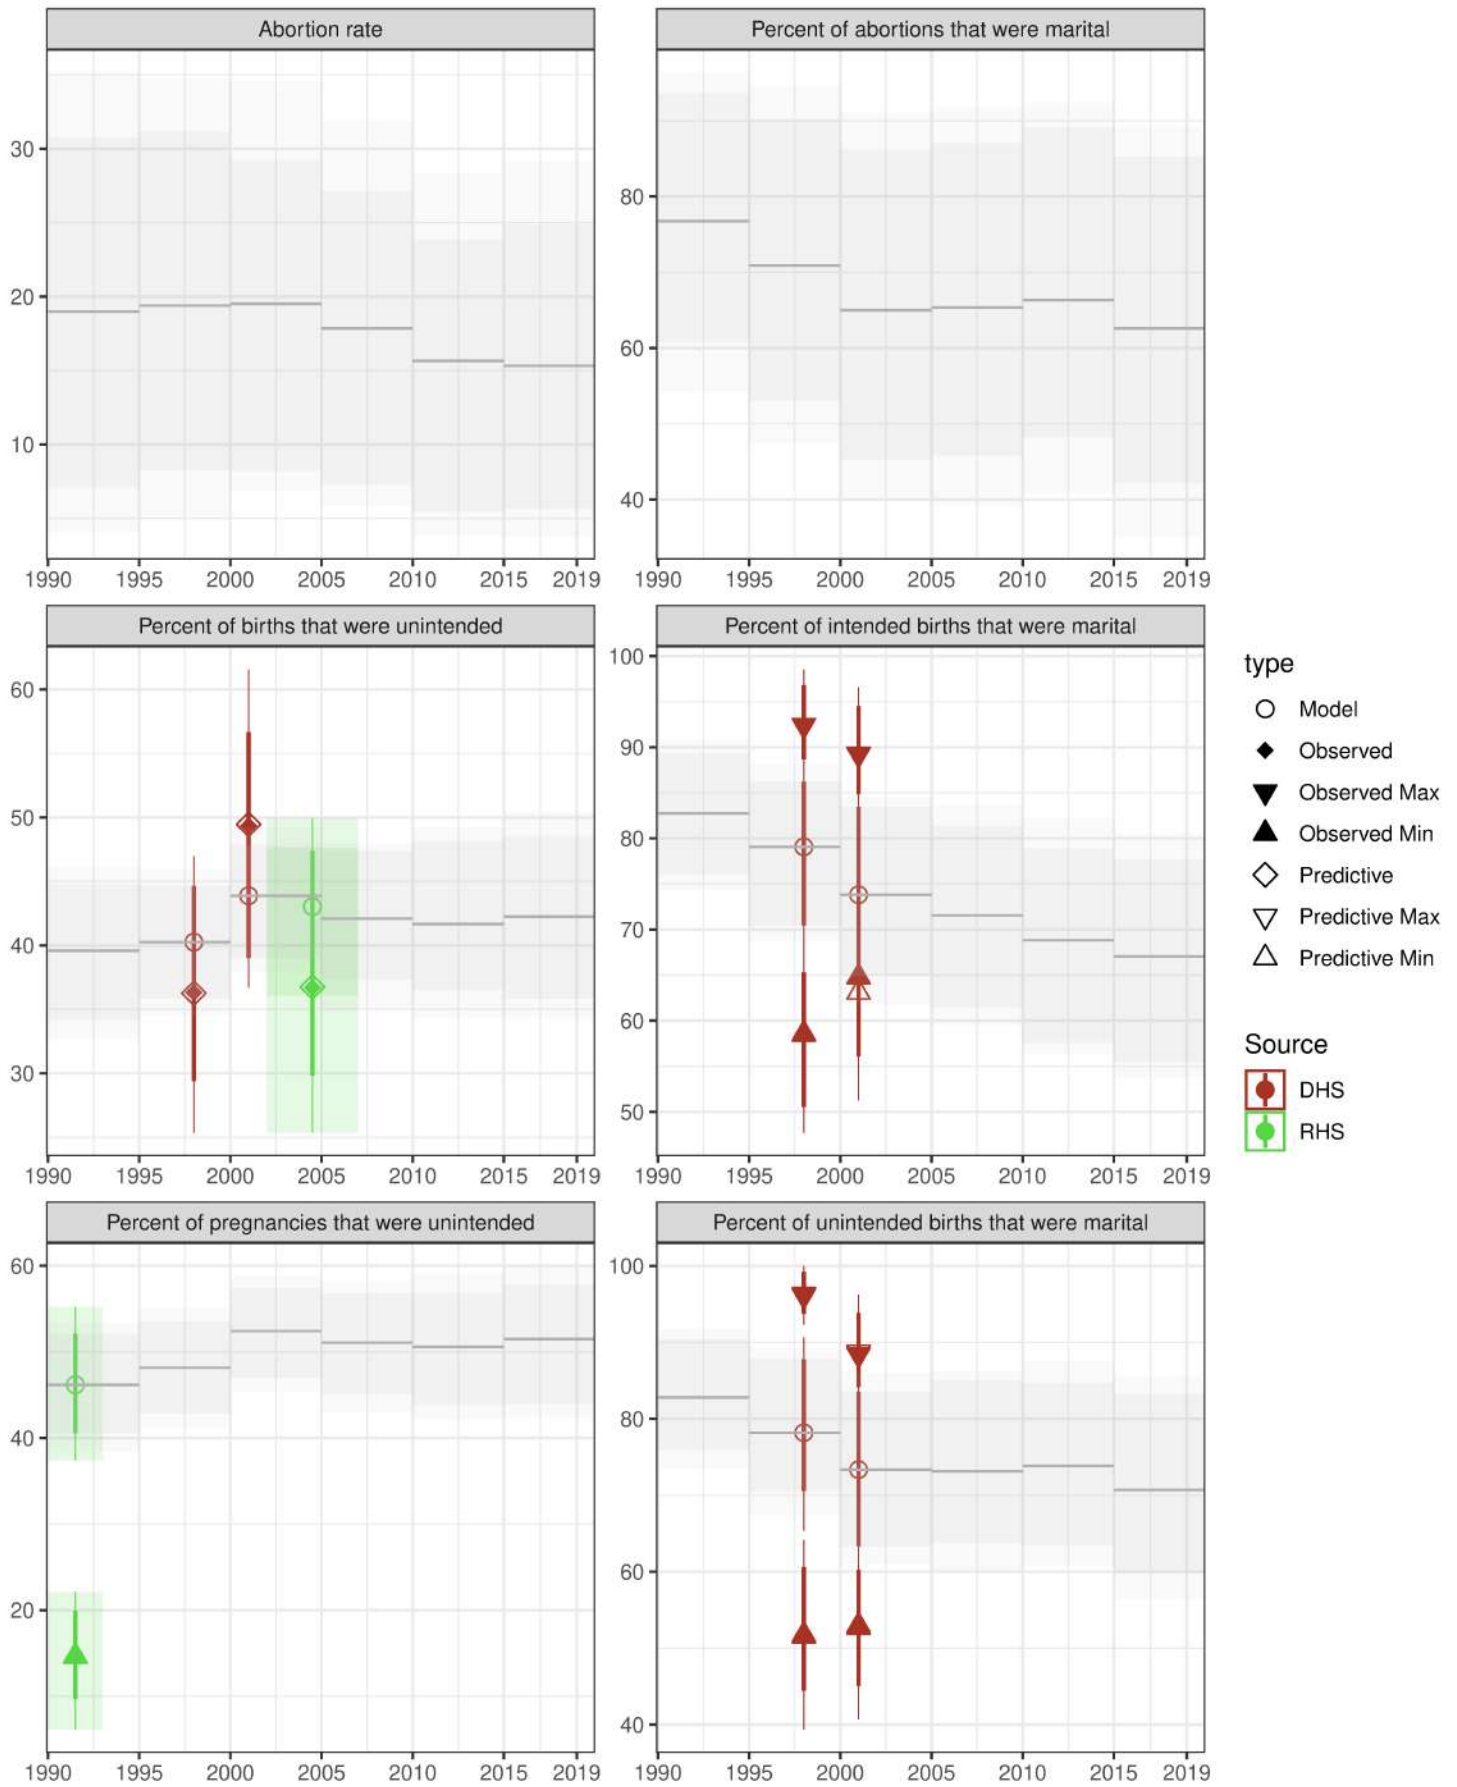 Abortion rate
Percent of abortions that were marital
30
20
10
80
60
40
1990 1995 2000 2005 2010 2015 2019
1990 1995 2000 2005 2010 2015 2019
Percent of births that were unintended
Percent of intended births that were marital
60
50
40
30
100
90
80
70
60
50
1990 1995 2000 2005 2010 2015 2019
1990 1995 2000 2005 2010 2015 2019
type
Model
Observed
Observed Max
Observed Min
Predictive
Predictive Max
Predictive Min
Source
DHS
RHS
Percent of pregnancies that were unintended
Percent of unintended births that were marital
60
40
20
100
80
60
40
1990 1995 2000 2005 2010 2015 2019
1990 1995 2000 2005 2010 2015 2019